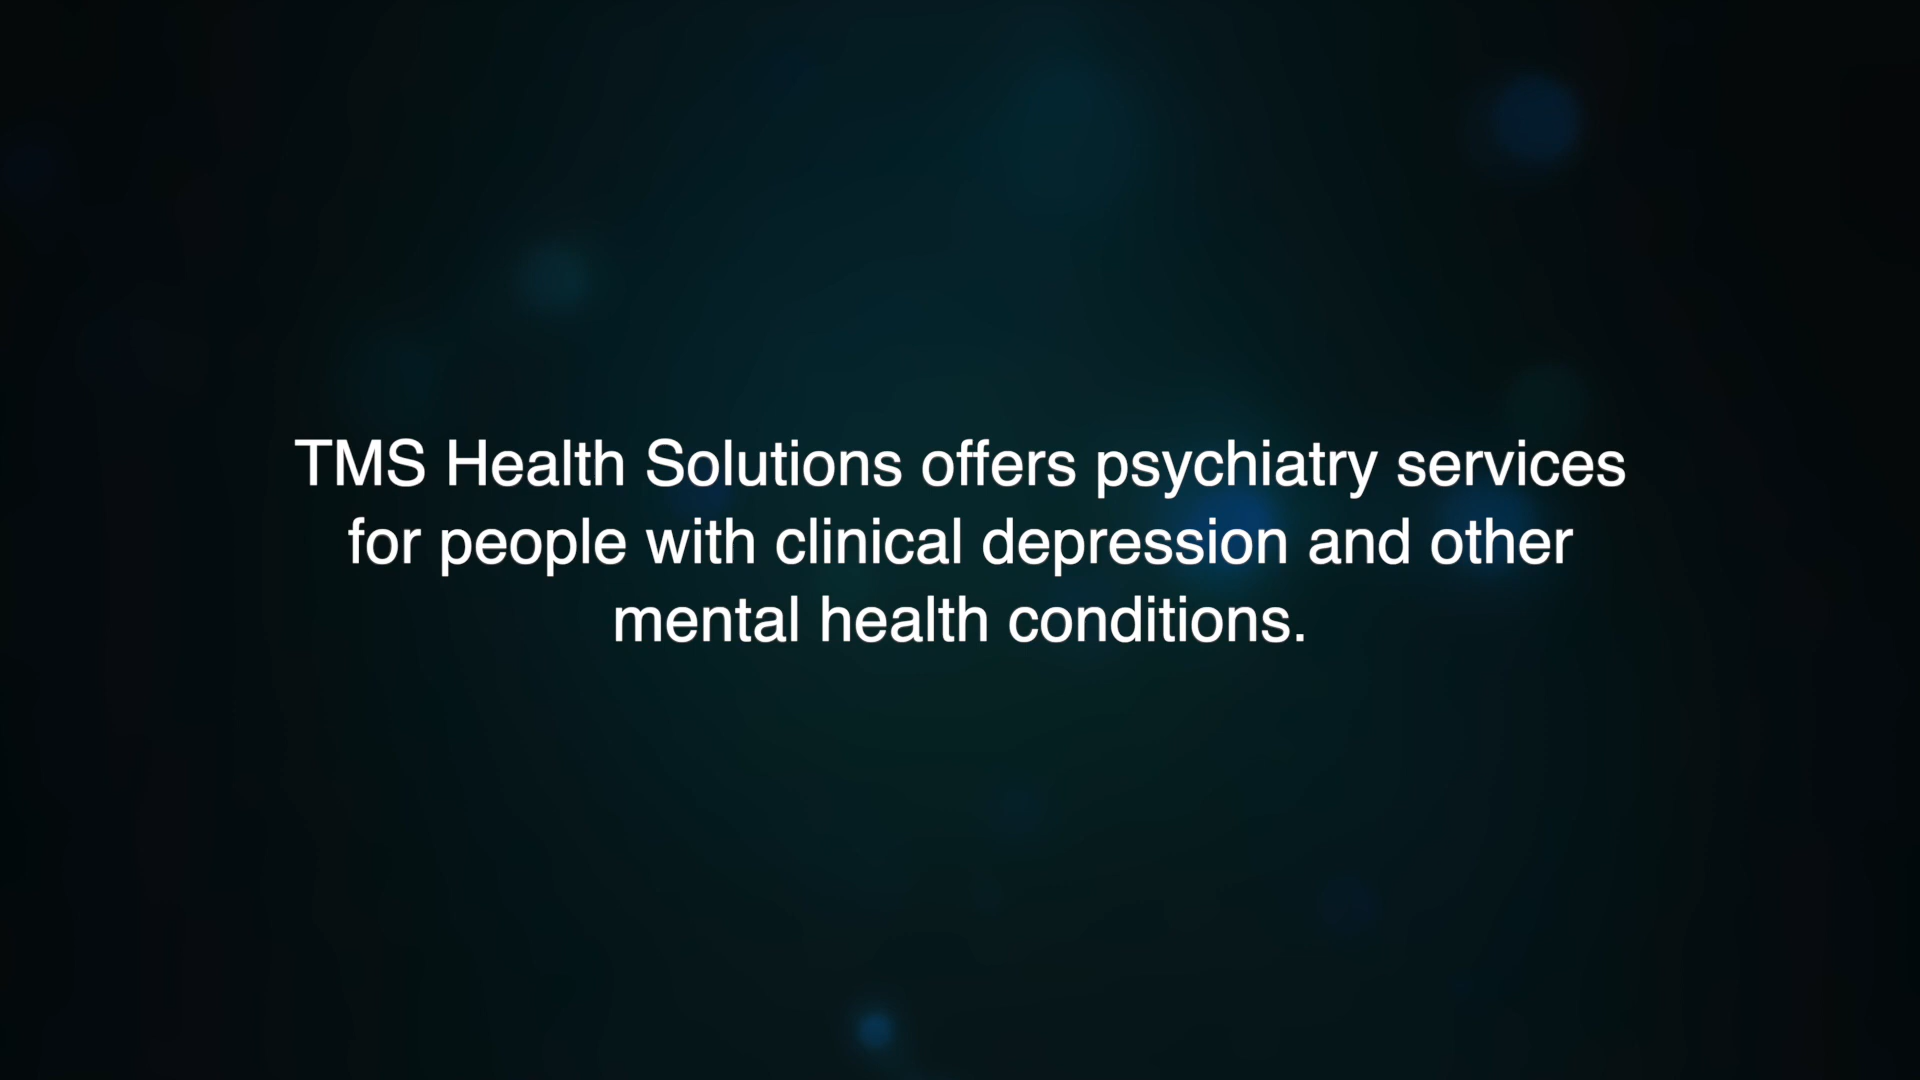 TMS Health Solutions offers psychiatry services
for people with clinical depression and other
mental health conditions.